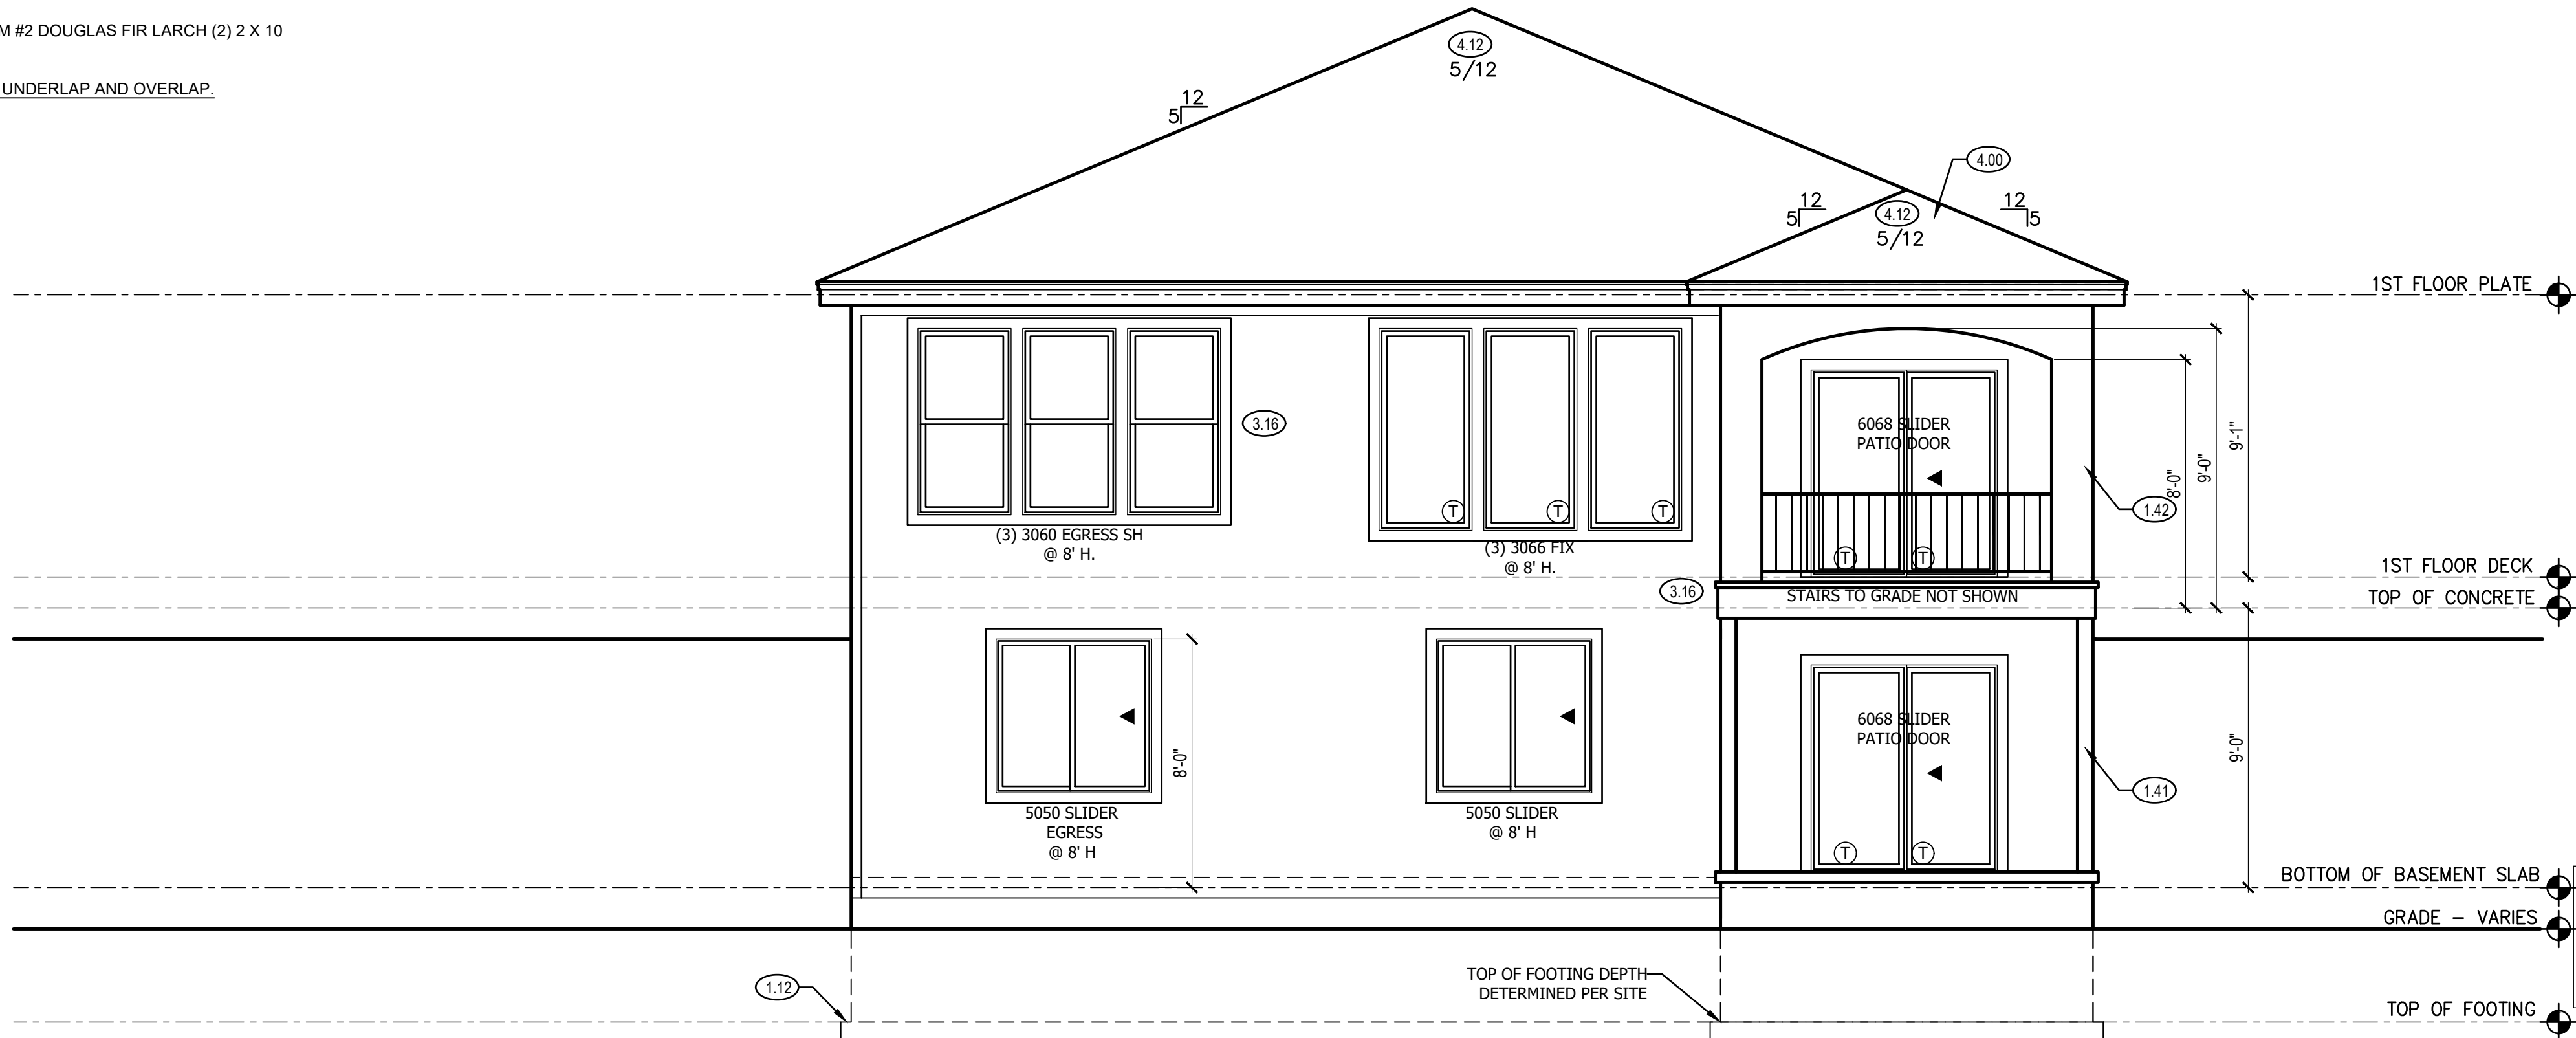 M #2 DOUGLAS FIR LARCH (2) 2 X 10
UNDERLAP AND OVERLAP.
4.12
5/12
12
5
4.00
12
5
4.12
5/12
12
5
1ST FLOOR PLATE
3.16
6068 SLIDER
PATIO DOOR
9'-1"
9'-0"
8'-0"
1.42
T
T
T
(3) 3060 EGRESS SH
@ 8' H.
(3) 3066 FIX
@ 8' H.
T
T
1ST FLOOR DECK
3.16
STAIRS TO GRADE NOT SHOWN
TOP OF CONCRETE
6068 SLIDER
PATIO DOOR
8'-0"
9'-0"
1.41
5050 SLIDER
EGRESS
@ 8' H
5050 SLIDER
@ 8' H
T
T
BOTTOM OF BASEMENT SLAB
GRADE – VARIES
1.12
TOP OF FOOTING DEPTH
DETERMINED PER SITE
TOP OF FOOTING